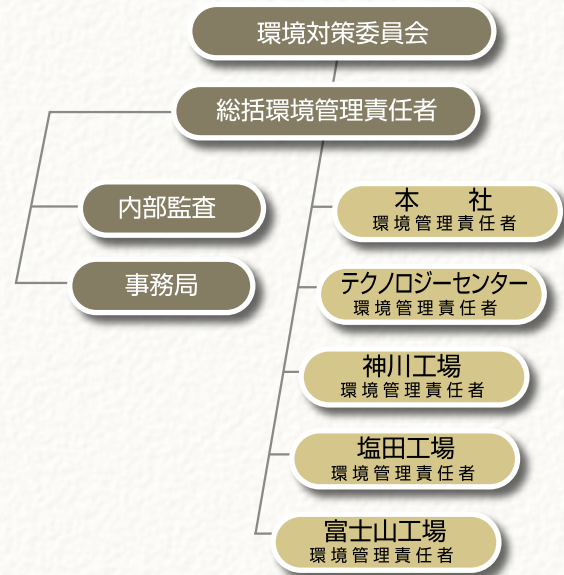 環境対策委員会
総括環境管理責任者
内部監査
事務局
本　社
環境管理責任者
テクノロジーセンター
環境管理責任者
神川工場
環境管理責任者
塩田工場
環境管理責任者
富士山工場
環境管理責任者